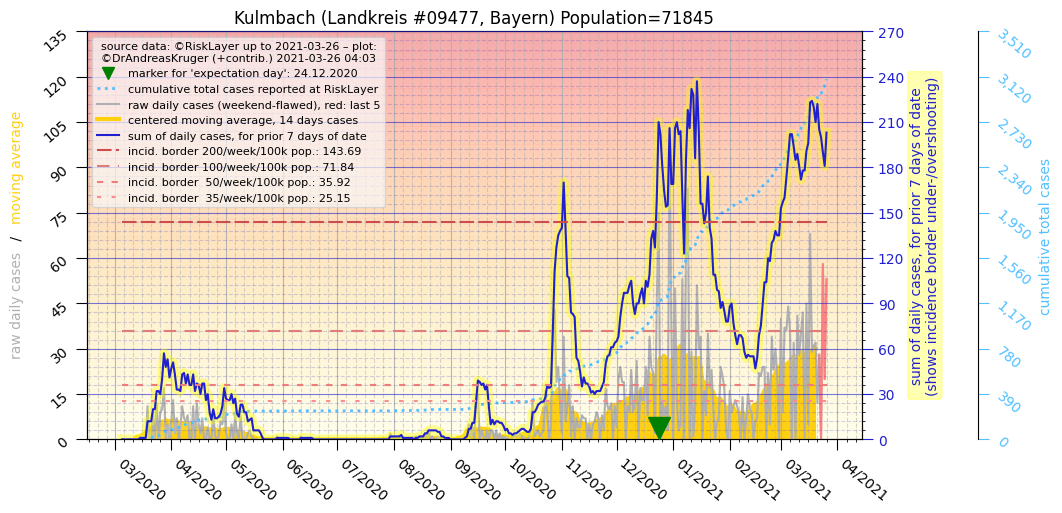 Kulmbach (Landkreis #09477, Bayern) Population=71845
source data: ©RiskLayer up to 2021-03-26 – plot:
©DrAndreasKruger (+contrib.) 2021-03-26 04:03
marker for 'expectation day': 24.12.2020
cumulative total cases reported at RiskLayer
raw daily cases (weekend-flawed), red: last 5
centered moving average, 14 days cases
sum of daily cases, for prior 7 days of date
incid. border 200/week/100k pop.: 143.69
incid. border 100/week/100k pop.: 71.84
incid. border  50/week/100k pop.: 35.92
incid. border  35/week/100k pop.: 25.15
raw daily cases / moving average
135
120
105
90
75
60
45
30
15
0
270
240
210
180
150
120
90
60
30
0
sum of daily cases, for prior 7 days of date
(shows incidence border under-/overshooting)
3,510
3,120
2,730
2,340
1,950
1,560
1,170
780
390
0
cumulative total cases
03/2020
04/2020
05/2020
06/2020
07/2020
08/2020
09/2020
10/2020
11/2020
12/2020
01/2021
02/2021
03/2021
04/2021